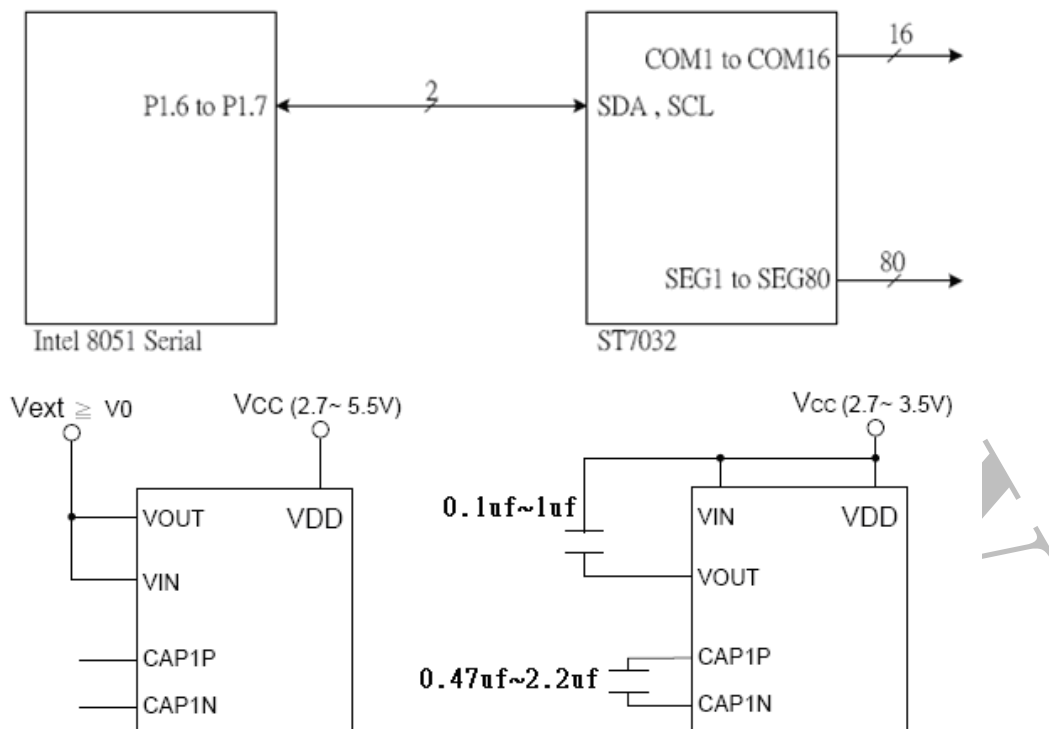 16
COM1 to COM16
2
P1.6 to P1.7
SDA , SCL
80
SEG1 to SEG80
Intel 8051 Serial
ST7032
Vext ≧ V0
VCC (2.7~ 5.5V)
VOUT
VDD
VIN
CAP1P
CAP1N
Vcc (2.7~ 3.5V)
0.1uf~1uf
VIN
VDD
VOUT
0.47uf~2.2uf
CAP1P
CAP1N